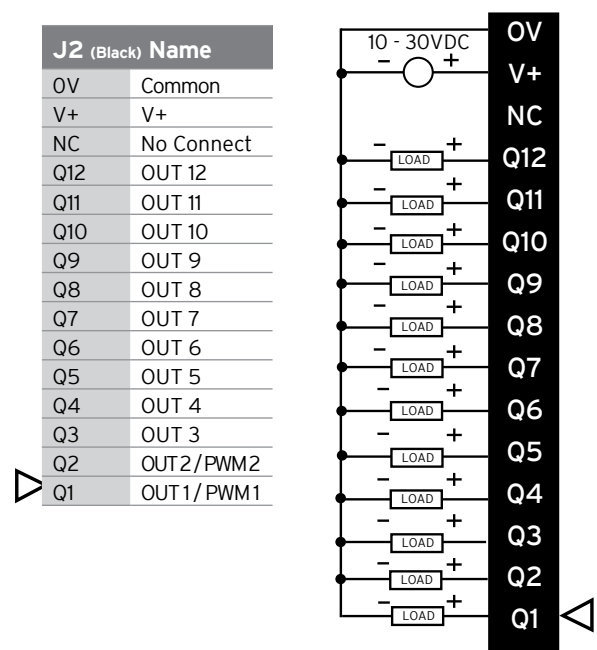 J2 (Black) Name
0V Common
V+ V+
NC No Connect
Q12 OUT 12
Q11 OUT 11
Q10 OUT 10
Q9 OUT 9
Q8 OUT 8
Q7 OUT 7
Q6 OUT 6
Q5 OUT 5
Q4 OUT 4
Q3 OUT 3
Q2 OUT2/PWM2
Q1 OUT1/PWM1
0V
10 - 30VDC
- + V+
NC
- LOAD + Q12
- LOAD + Q11
- LOAD + Q10
- LOAD + Q9
- LOAD + Q8
- LOAD + Q7
- LOAD + Q6
- LOAD + Q5
- LOAD + Q4
- LOAD + Q3
- LOAD + Q2
- LOAD + Q1